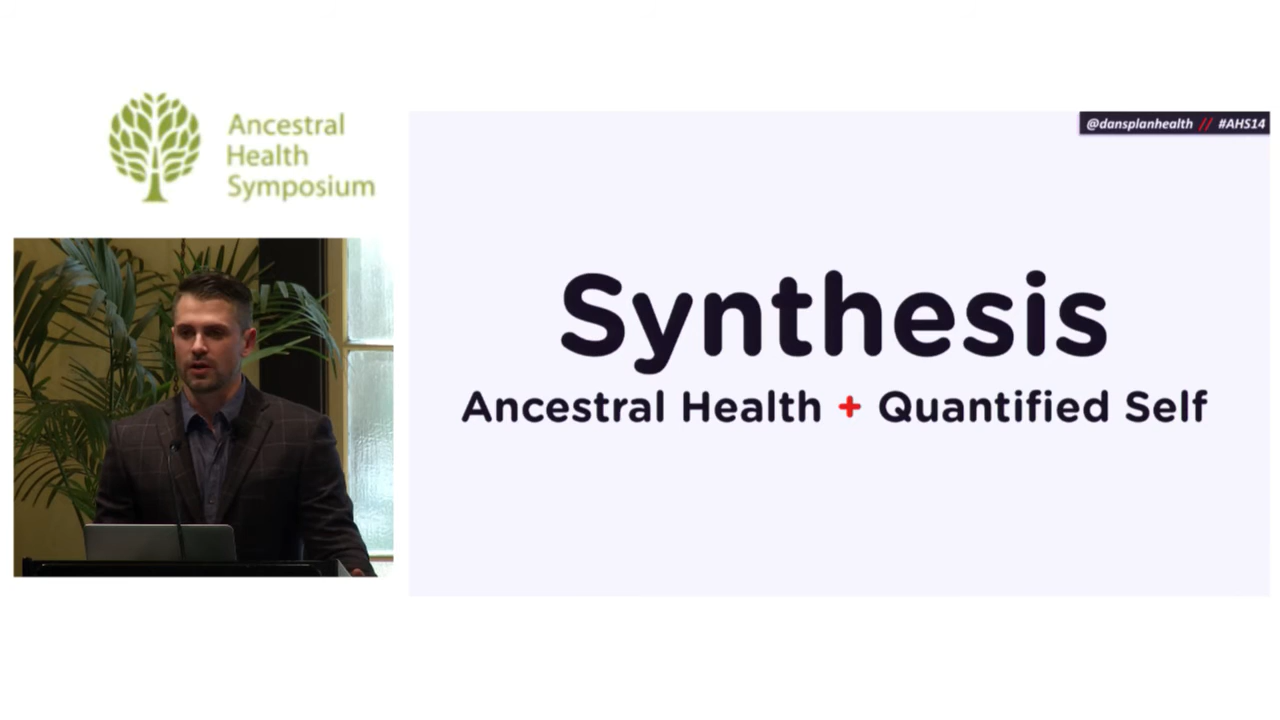 Ancestral
Health
Symposium
@dansplanhealth // #AHS14
Synthesis
Ancestral Health + Quantified Self